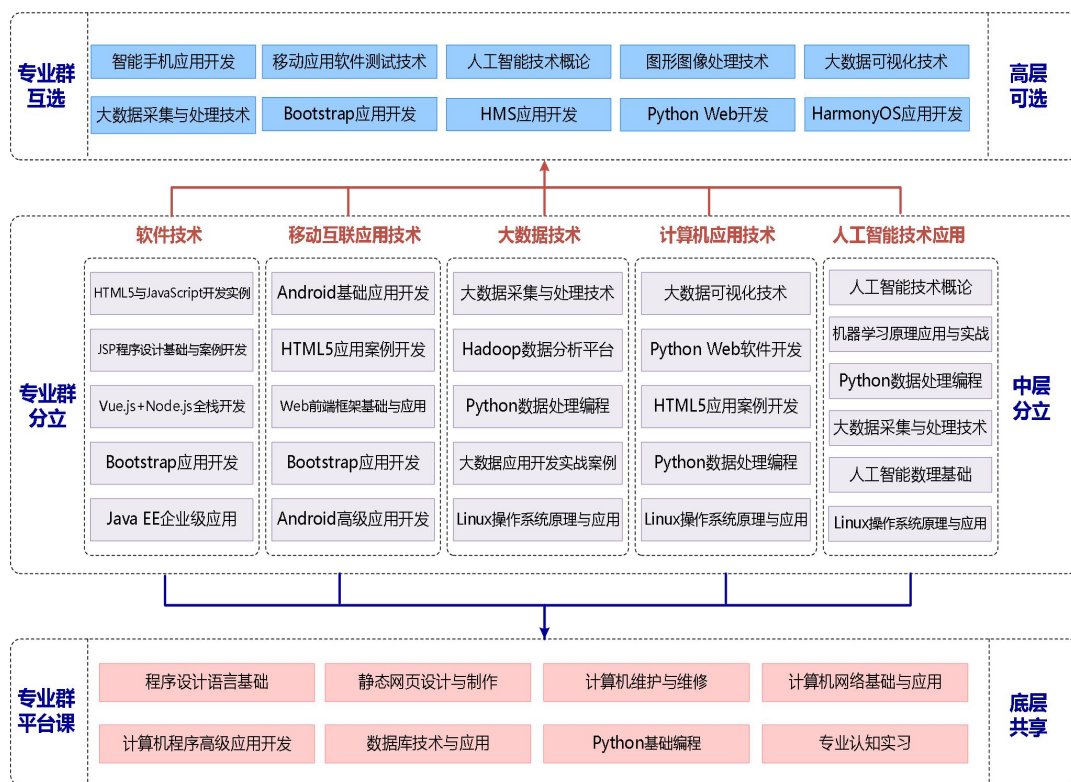 专业群
互选
智能手机应用开发
移动应用软件测试技术
人工智能技术概论
图形图像处理技术
大数据可视化技术
大数据采集与处理技术
Bootstrap应用开发
HMS应用开发
Python Web开发
HarmonyOS应用开发
高层
可选
专业群
分立
软件技术
HTML5与JavaScript开发实例
JSP程序设计基础与案例开发
Vue.js+Node.js全栈开发
Bootstrap应用开发
Java EE企业级应用
移动互联应用技术
Android基础应用开发
HTML5应用案例开发
Web前端框架基础与应用
Bootstrap应用开发
Android高级应用开发
大数据技术
大数据采集与处理技术
Hadoop数据分析平台
Python数据处理编程
大数据应用开发实战案例
Linux操作系统原理与应用
计算机应用技术
大数据可视化技术
Python Web软件开发
HTML5应用案例开发
Python数据处理编程
Linux操作系统原理与应用
人工智能技术应用
人工智能技术概论
机器学习原理应用与实战
Python数据处理编程
大数据采集与处理技术
人工智能数理基础
Linux操作系统原理与应用
中层
分立
专业群
平台课
程序设计语言基础
静态网页设计与制作
计算机维护与维修
计算机网络基础与应用
计算机程序高级应用开发
数据库技术与应用
Python基础编程
专业认知实习
底层
共享